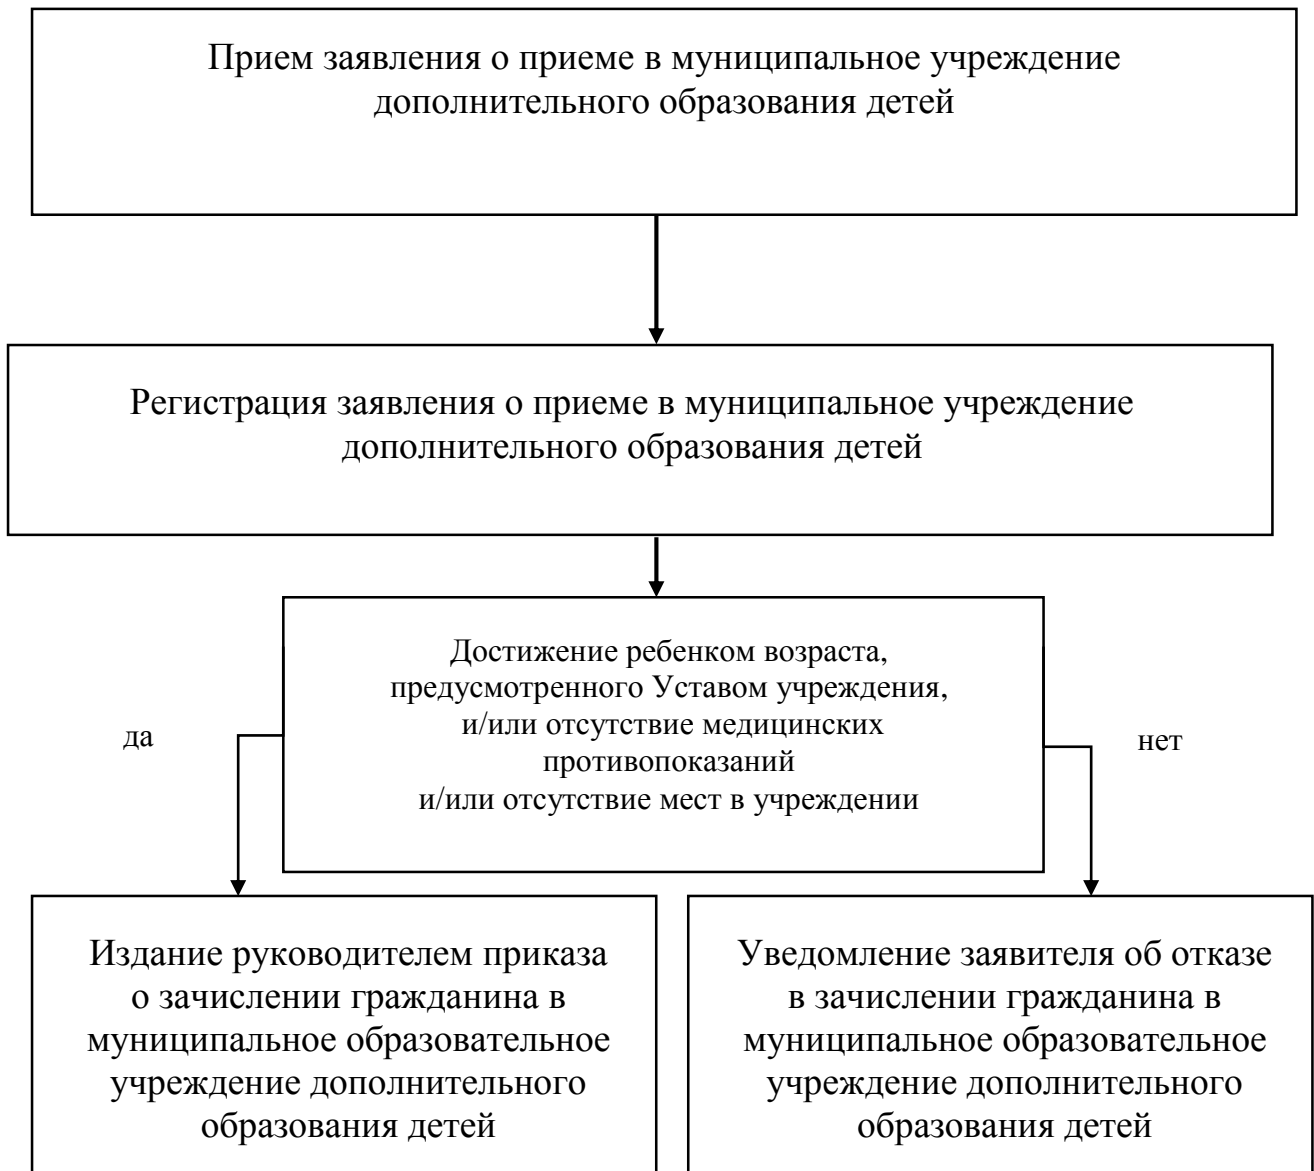 Прием заявления о приеме в муниципальное учреждение
дополнительного образования детей
Регистрация заявления о приеме в муниципальное учреждение
дополнительного образования детей
Достижение ребенком возраста,
предусмотренного Уставом учреждения,
и/или отсутствие медицинских
противопоказаний
и/или отсутствие мест в учреждении
да
нет
Издание руководителем приказа
о зачислении гражданина в
муниципальное образовательное
учреждение дополнительного
образования детей
Уведомление заявителя об отказе
в зачислении гражданина в
муниципальное образовательное
учреждение дополнительного
образования детей